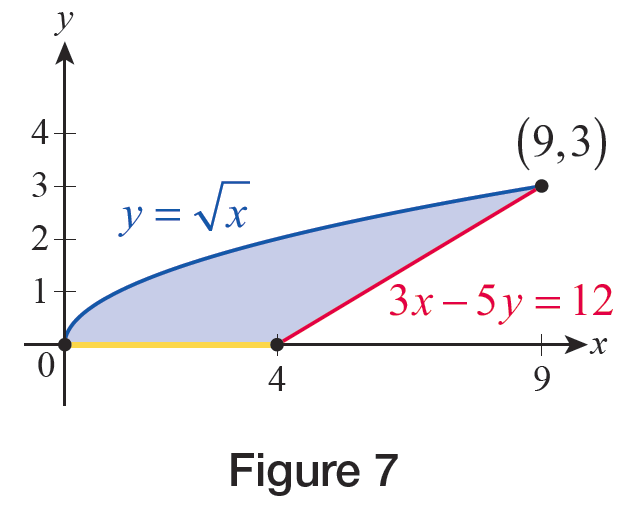 y
4
(9,3)
3
y = √x
2
1
3x − 5y = 12
x
0
4
9
Figure 7